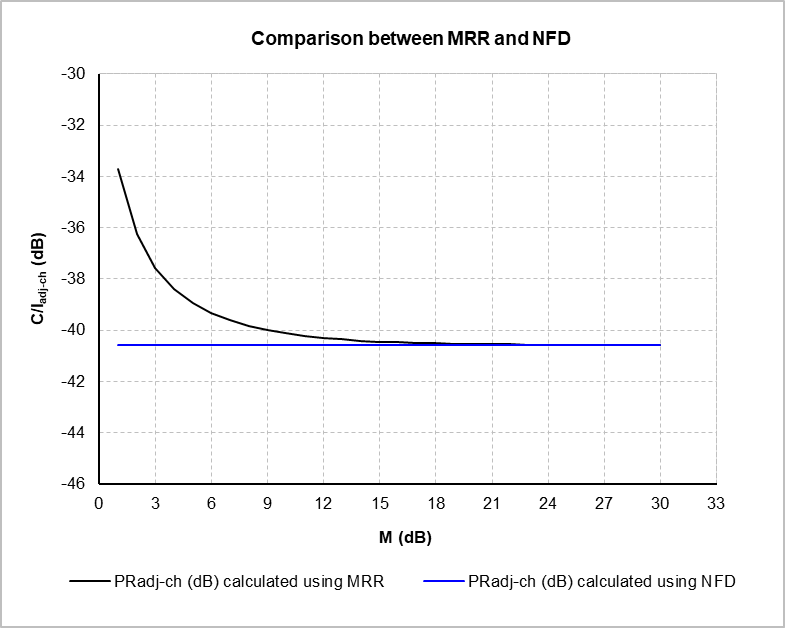 Comparison between MRR and NFD
-30
-32
-34
-36
-38
-40
-42
-44
-46
C/Iadj-ch (dB)
0 3 6 9 12 15 18 21 24 27 30 33
M (dB)
PRadj-ch (dB) calculated using MRR PRadj-ch (dB) calculated using NFD